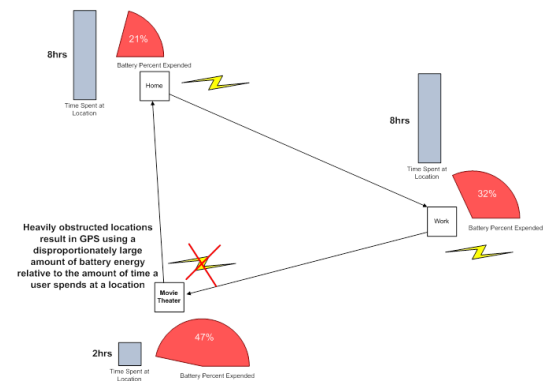 21%
8hrs
Battery Percent Expended
Home
Time Spent at
Location
8hrs
Time Spent at
Location
32%
Work
Battery Percent Expended
Heavily obstructed locations
result in GPS using a
disproportionately large
amount of battery energy
relative to the amount of time a
user spends at a location
Movie
Theater
47%
2hrs
Time Spent at
Location
Battery Percent Expended